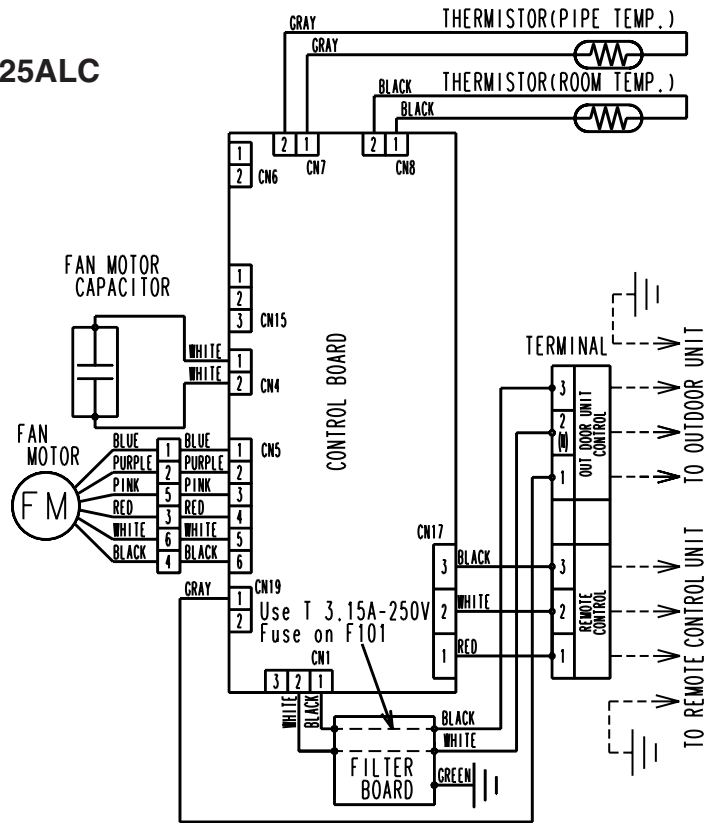 25ALC
GRAY
THERMISTOR(PIPE TEMP.)
GRAY
BLACK
THERMISTOR(ROOM TEMP.)
BLACK
2 1
CN7
2 1
CN8
1
2
CN6
FAN MOTOR
CAPACITOR
1
2
3
CN15
WHITE
WHITE
1
2
CN4
CONTROL BOARD
FAN
MOTOR
FM
BLUE 1 BLUE 1 CN5
PURPLE 2 PURPLE 2
PINK 5 PINK 3
RED 3 RED 4
WHITE 6 WHITE 5
BLACK 4 BLACK 6
GRAY
1
2
CN19
Use T 3.15A-250V
Fuse on F101
CN1
3 2 1
WHITE
BLACK
CN17
3 BLACK
2 WHITE
1 RED
TERMINAL
3
2
(N)
1
OUT DOOR UNIT
CONTROL
3
2
1
REMOTE
CONTROL
TO OUTDOOR UNIT
TO REMOTE CONTROL UNIT
BLACK
WHITE
FILTER
BOARD
GREEN